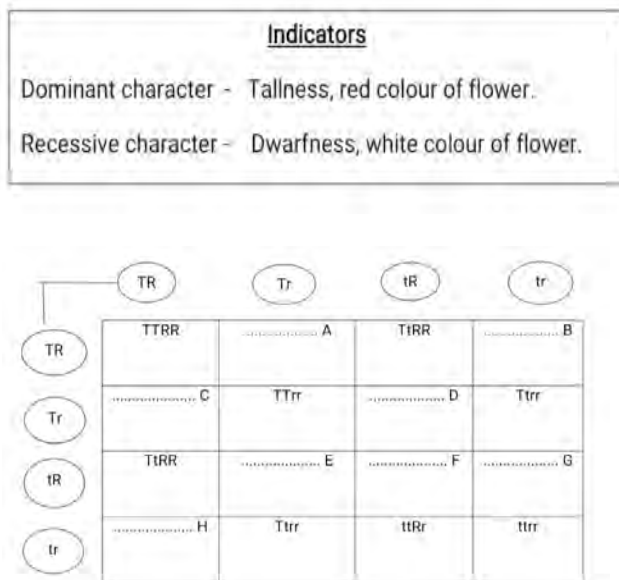 Indicators
Dominant character - Tallness, red colour of flower.
Recessive character - Dwarfness, white colour of flower.
TR Tr tR tr
TR TTRR ................. A TtRR ................. B
Tr ..................... C TTrr .................... D Ttrr
tR TtRR .................... E .................... F .................... G
tr .................... H Ttrr ttRr ttrr